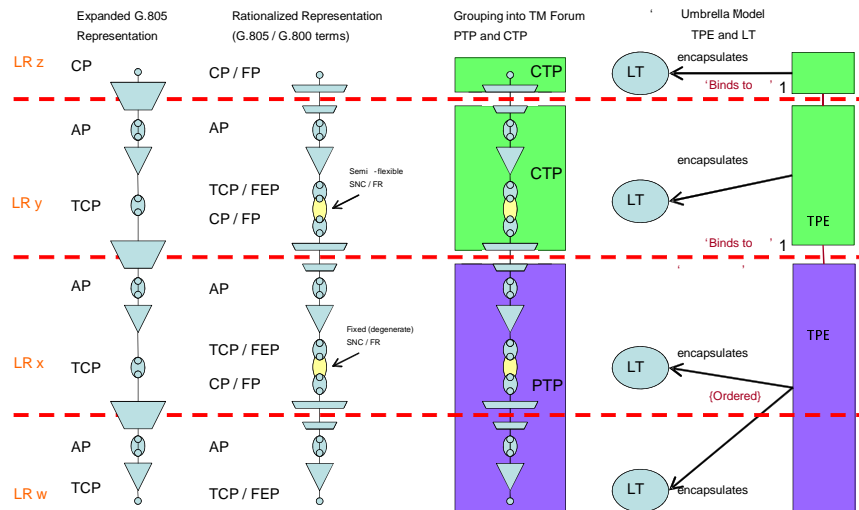 Expanded G.805
Representation
Rationalized Representation
(G.805 / G.800 terms)
Grouping into TM Forum
PTP and CTP
‘ Umbrella Model
TPE and LT
LR z
CP
CP / FP
CTP
LT
encapsulates
‘Binds to ’ 1
AP
AP
Semi -flexible
SNC / FR
LR y
TCP
TCP / FEP
CP / FP
CTP
LT
encapsulates
TPE
‘Binds to ’ 1
‘ ’
AP
AP
Fixed (degenerate)
SNC / FR
LR x
TCP
TCP / FEP
CP / FP
PTP
LT
encapsulates
{Ordered}
TPE
AP
AP
LR w
TCP
TCP / FEP
LT
encapsulates